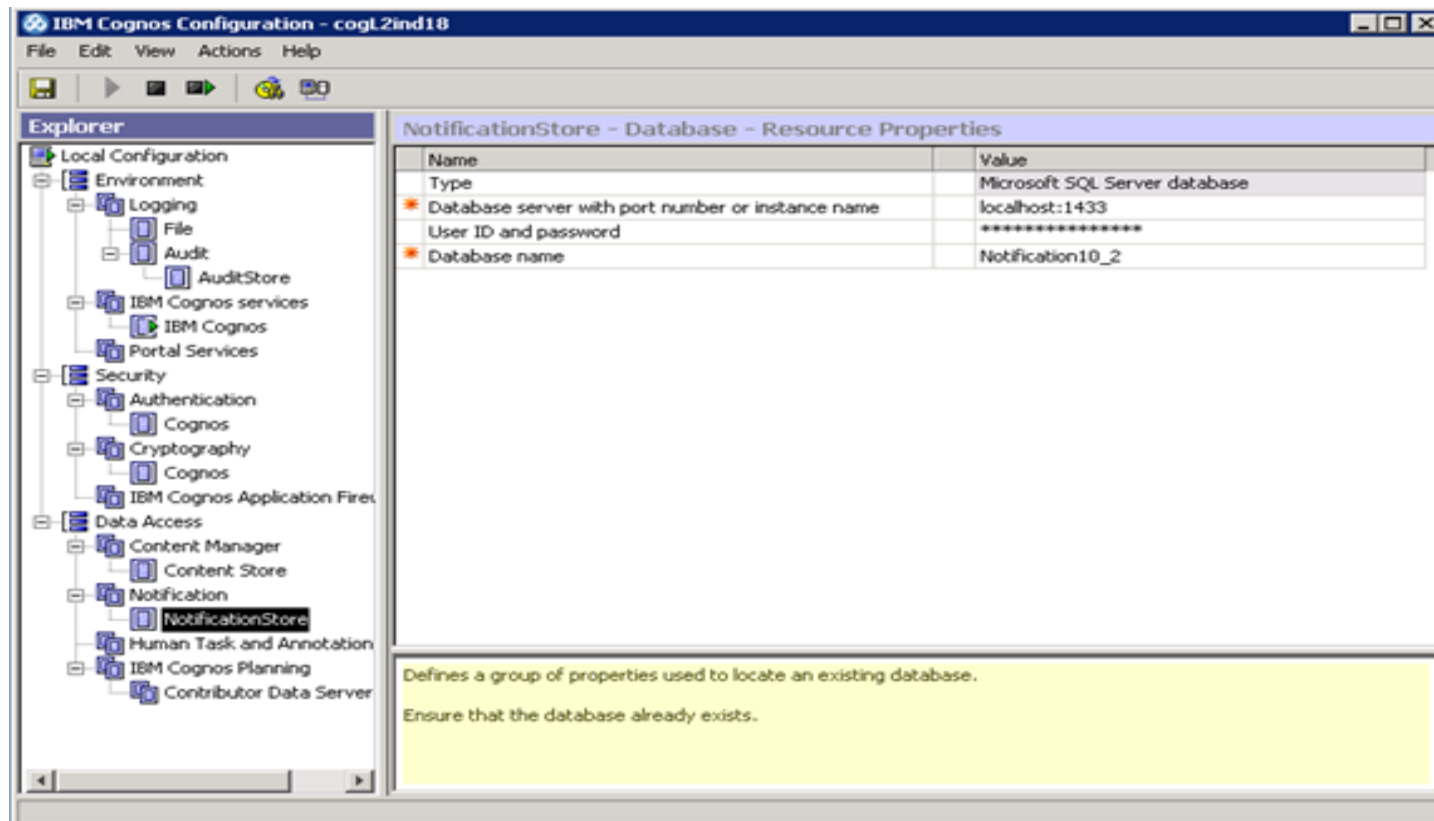 IBM Cognos Configuration - cogL2ind18
File Edit View Actions Help
Explorer
Local Configuration
Environment
Logging
File
Audit
AuditStore
IBM Cognos services
IBM Cognos
Portal Services
Security
Authentication
Cognos
Cryptography
Cognos
IBM Cognos Application
Data Access
Content Manager
Content Store
Notification
NotificationStore
Human Task and Annotation
IBM Cognos Planning
Contributor Data Server
NotificationStore - Database - Resource Properties
Name Value
Type Microsoft SQL Server database
* Database server with port number or instance name localhost:1433
User ID and password ***************
* Database name Notification10_2
Defines a group of properties used to locate an existing database.
Ensure that the database already exists.